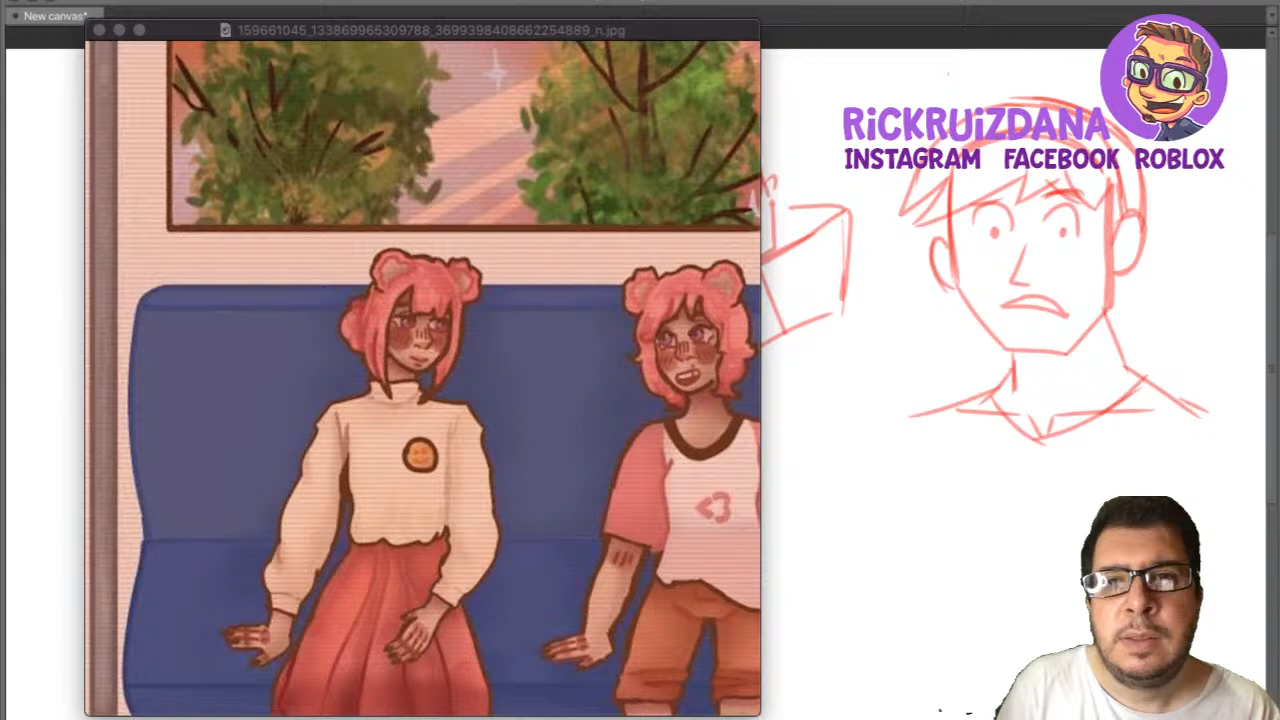 New canvas*
159661045_133869965309788_3699398408662254889_n.jpg
RiCKRUiZDANA
INSTAGRAM FACEBOOK ROBLOX
<3